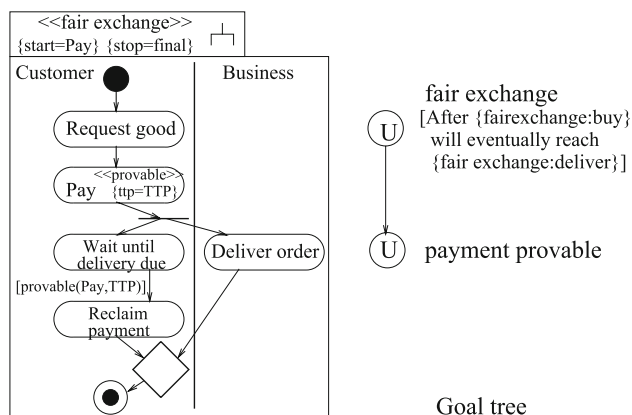 <<fair exchange>>
{start=Pay} {stop=final}
Customer
Business
Request good
Pay
<<provable>>
{ttp=TTP}
Wait until
delivery due
Deliver order
[provable(Pay,TTP)]
Reclaim
payment
fair exchange
[After {fairexchange:buy}
will eventually reach
{fair exchange:deliver}]
U
U
payment provable
Goal tree